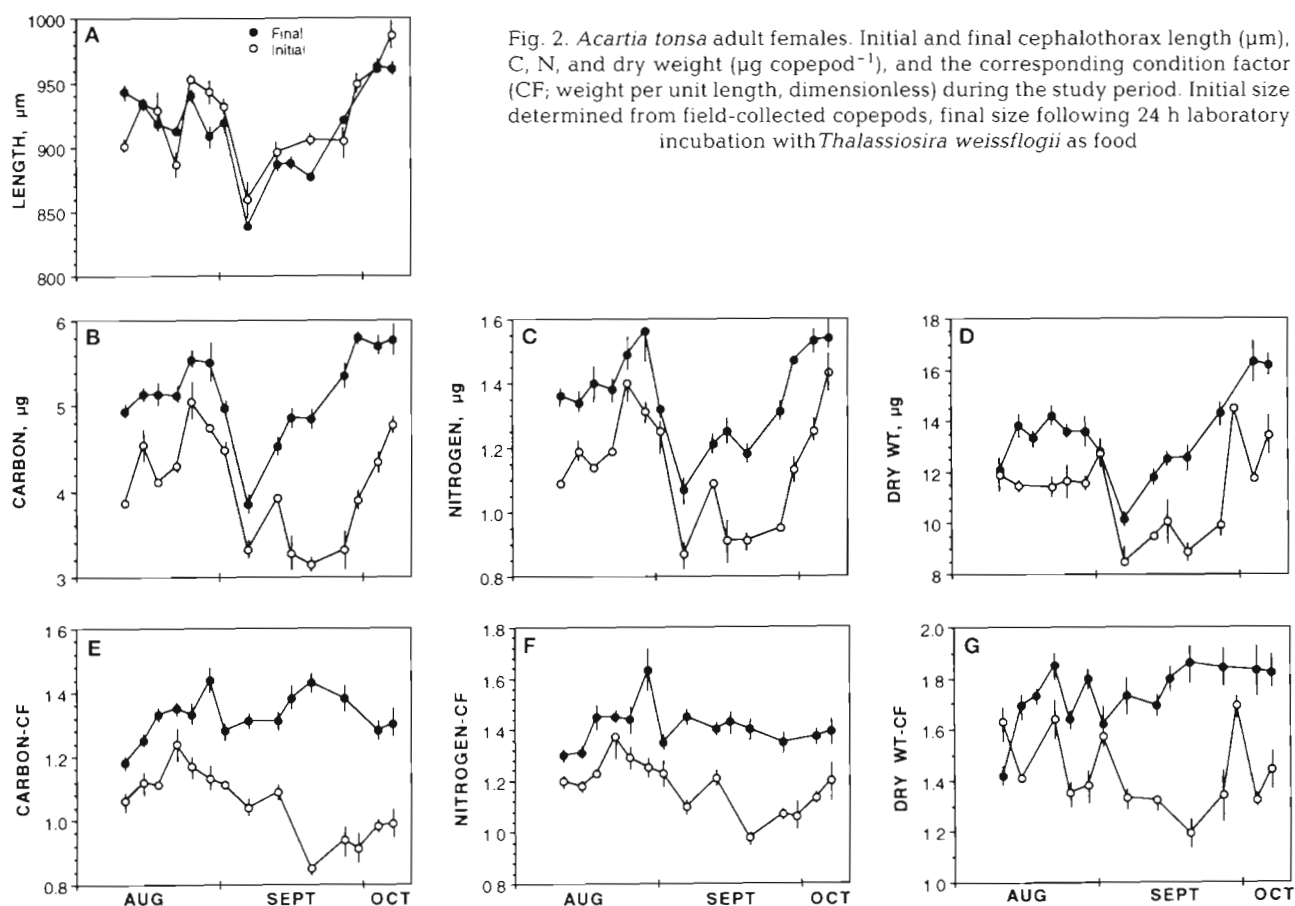 A
● Final
○ Initial
1000
950
900
850
800
LENGTH, µm
Fig. 2. Acartia tonsa adult females. Initial and final cephalothorax length (µm),
C, N, and dry weight (µg copepod⁻¹), and the corresponding condition factor
(CF; weight per unit length, dimensionless) during the study period. Initial size
determined from field-collected copepods, final size following 24 h laboratory
incubation with Thalassiosira weissflogii as food
B
6
5
4
3
CARBON, µg
C
1.6
1.4
1.2
1.0
0.8
NITROGEN, µg
D
18
16
14
12
10
8
DRY WT, µg
E
1.6
1.4
1.2
1.0
0.8
CARBON-CF
AUG SEPT OCT
F
1.8
1.6
1.4
1.2
1.0
0.8
NITROGEN-CF
AUG SEPT OCT
G
2.0
1.8
1.6
1.4
1.2
1.0
DRY WT-CF
AUG SEPT OCT